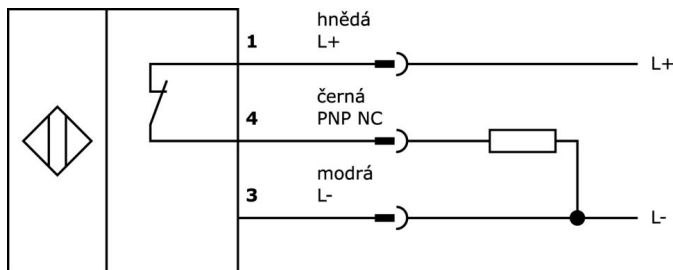 hnědá
1 L+
L+
černá
4 PNP NC
modrá
3 L-
L-